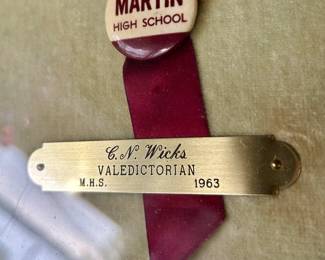 MARTIN
HIGH SCHOOL
C.N. Wicks
VALEDICTORIAN
M.H.S. 1963